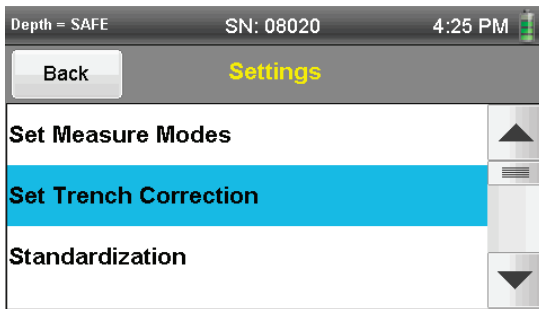 Depth = SAFE SN: 08020 4:25 PM
Back Settings
Set Measure Modes
Set Trench Correction
Standardization